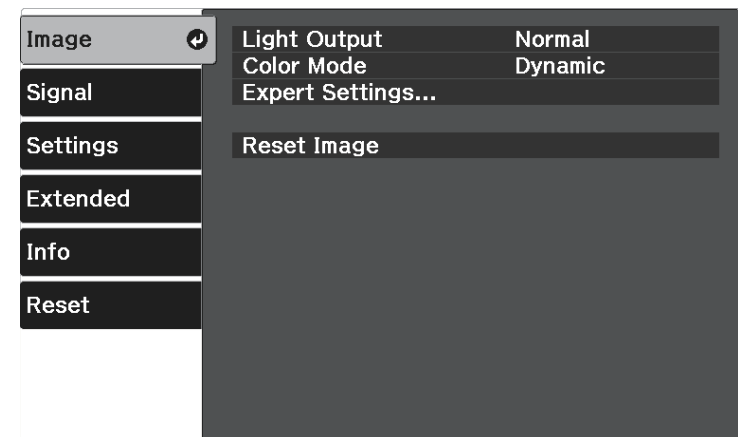 Image
Signal
Settings
Extended
Info
Reset
Light Output Normal
Color Mode Dynamic
Expert Settings...
Reset Image